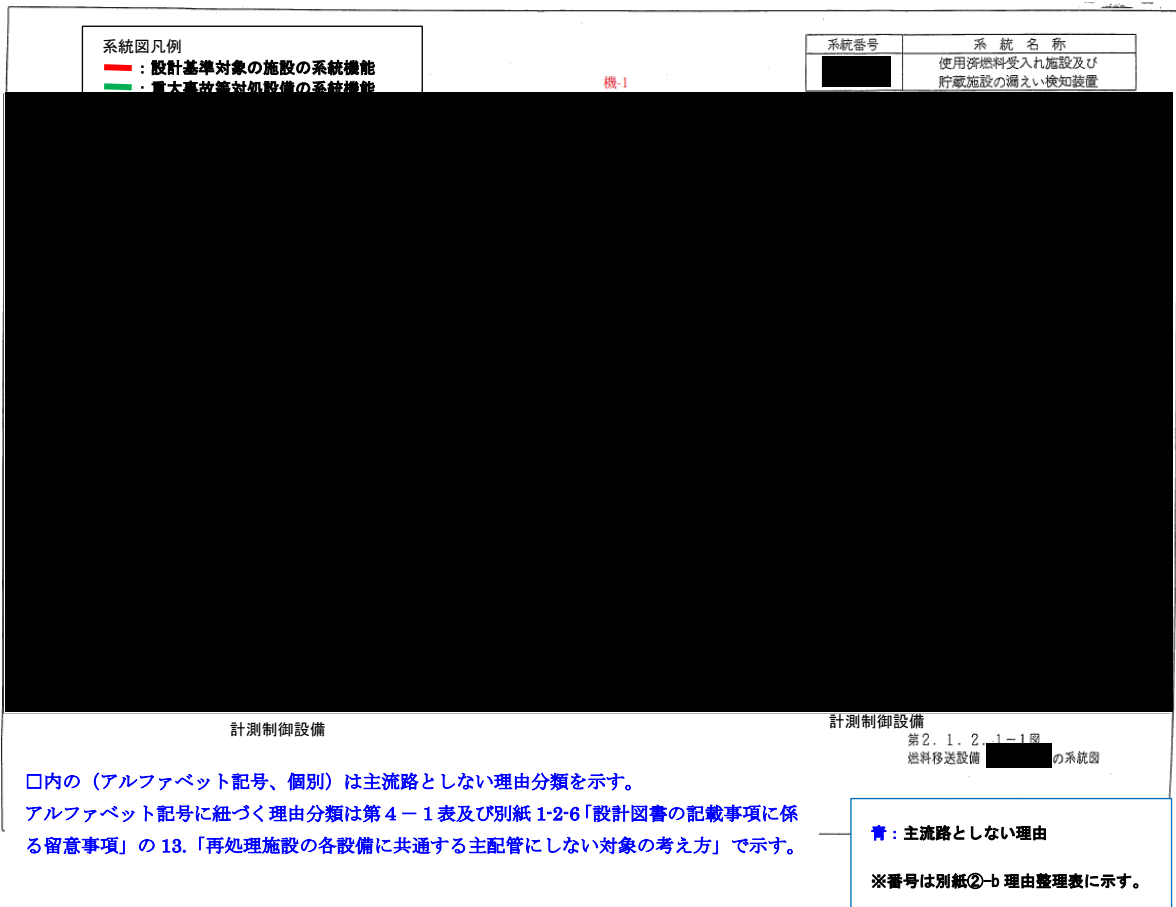 系統図凡例
：設計基準対象の施設の系統機能
：重大事故等対処設備の系統機能
機-1
系統番号
系統名称
使用済燃料受入れ施設及び
貯蔵施設の漏えい検知装置
計測制御設備
計測制御設備
第2．1．2．1－1図
燃料移送設備
の系統図
□内の（アルファベット記号、個別）は主流路としない理由分類を示す。
アルファベット記号に紐づく理由分類は第４－１表及び別紙 1-2-6「設計図書の記載事項に係
る留意事項」の 13.「再処理施設の各設備に共通する主配管にしない対象の考え方」で示す。
青：主流路としない理由
※番号は別紙②-b 理由整理表に示す。